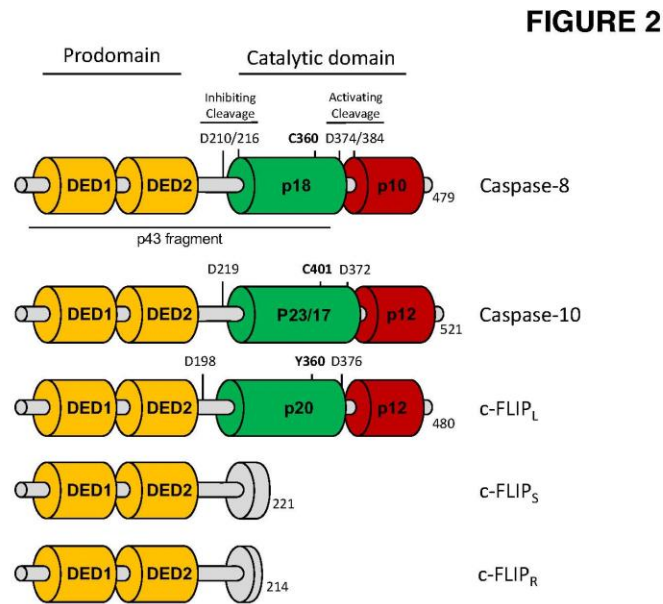 FIGURE 2
Prodomain Catalytic domain
Inhibiting Cleavage Activating Cleavage
D210/216 C360 D374/384
DED1 DED2 p18 p10 479 Caspase-8
p43 fragment
D219 C401 D372
DED1 DED2 P23/17 p12 521 Caspase-10
D198 Y360 D376
DED1 DED2 p20 p12 480 c-FLIPL
DED1 DED2 221 c-FLIPS
DED1 DED2 214 c-FLIPR